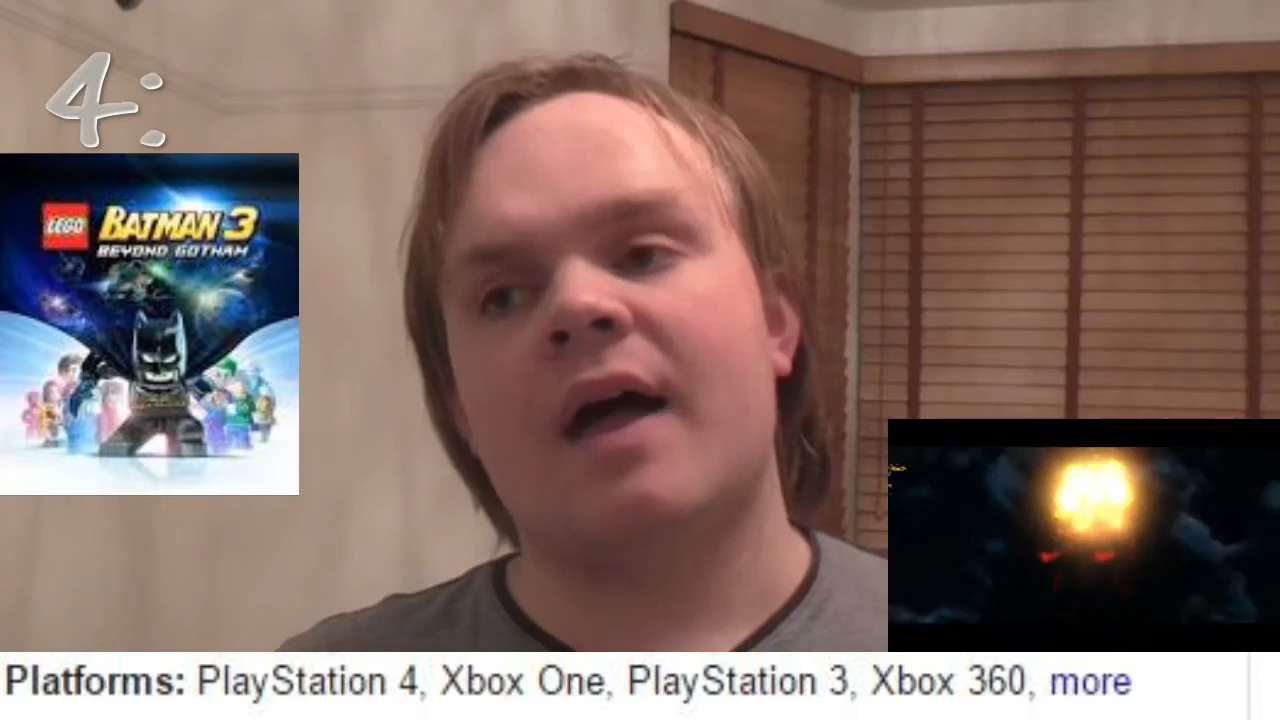 4:
LEGO BATMAN 3
BEYOND GOTHAM
Platforms: PlayStation 4, Xbox One, PlayStation 3, Xbox 360, more